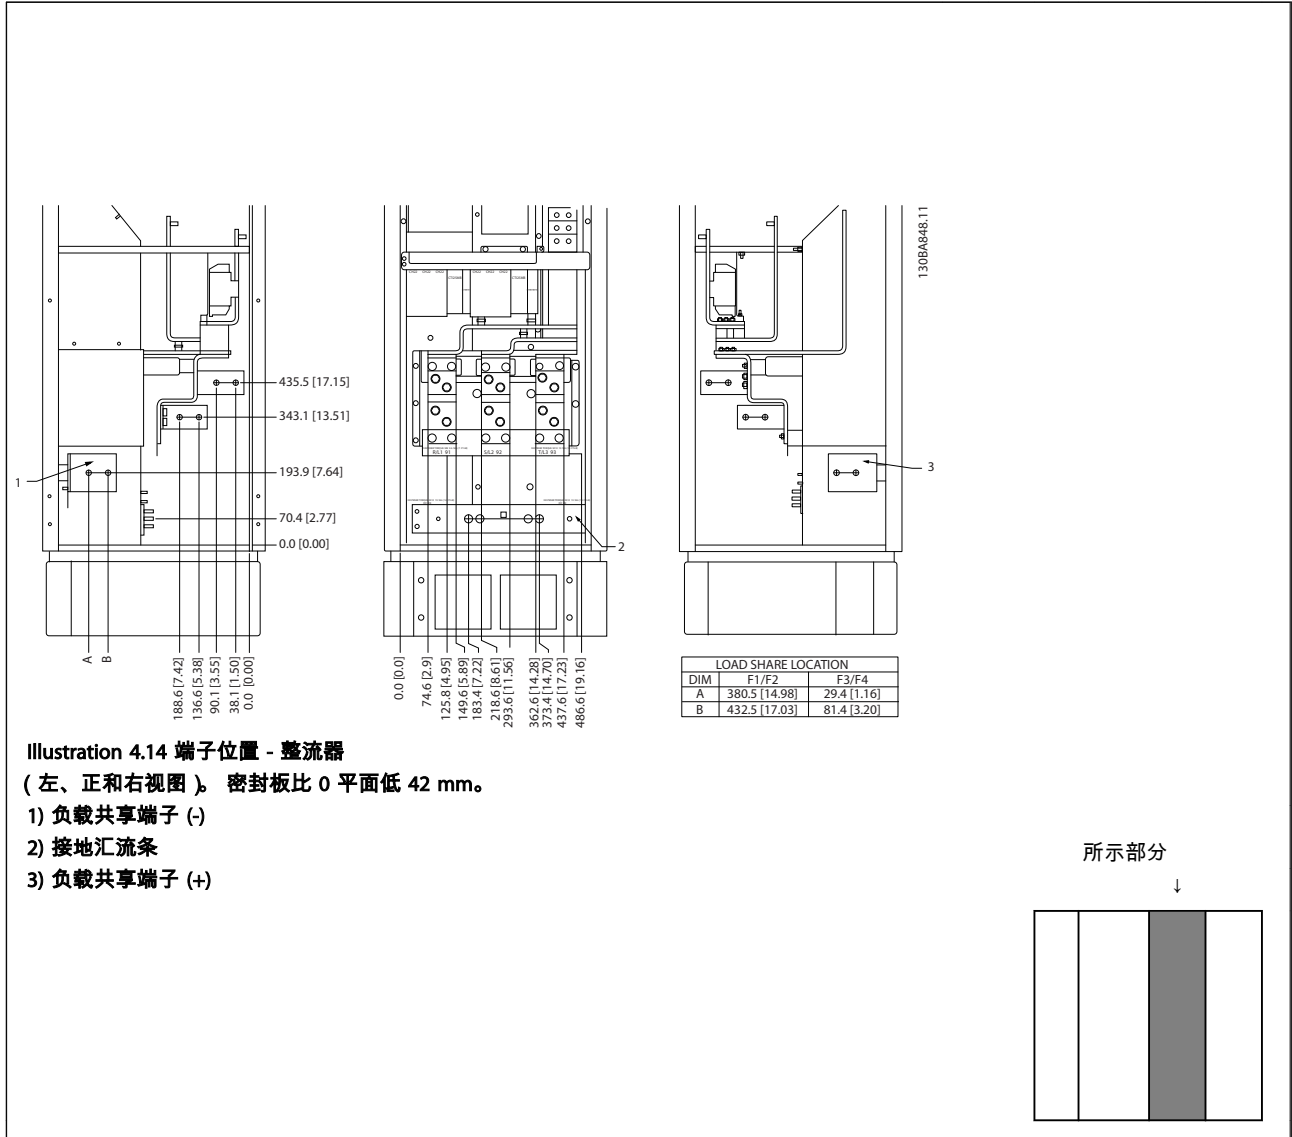 130BA848.11
435.5 [17.15]
343.1 [13.51]
193.9 [7.64]
70.4 [2.77]
0.0 [0.00]
1
2
3
R/L1 91
S/L2 92
T/L3 93
A
B
188.6 [7.42]
136.6 [5.38]
90.1 [3.55]
38.1 [1.50]
0.0 [0.00]
0.0 [0.0]
74.6 [2.9]
125.8 [4.95]
149.6 [5.89]
183.4 [7.22]
218.6 [8.61]
293.6 [11.56]
362.6 [14.28]
373.4 [14.70]
437.6 [17.23]
486.6 [19.16]
LOAD SHARE LOCATION
DIM F1/F2 F3/F4
A 380.5 [14.98] 29.4 [1.16]
B 432.5 [17.03] 81.4 [3.20]
Illustration 4.14 端子位置 - 整流器
(左、正和右视图)。 密封板比 0 平面低 42 mm。
1) 负载共享端子 (-)
2) 接地汇流条
3) 负载共享端子 (+)
所示部分
↓